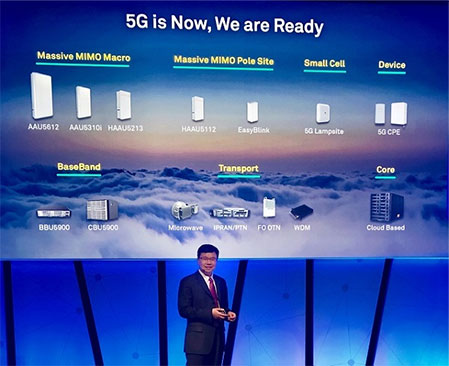 5G is Now, We are Ready
Massive MIMO Macro
Massive MIMO Pole Site
Small Cell
Device
AAU5612
AAU5310i
HAAU5213
HAAU5112
EasyBlink
5G Lampsite
5G CPE
BaseBand
Transport
Core
BBU5900
CBU5900
Microwave
IPRAN/PTN
FO OTN
WDM
Cloud Based